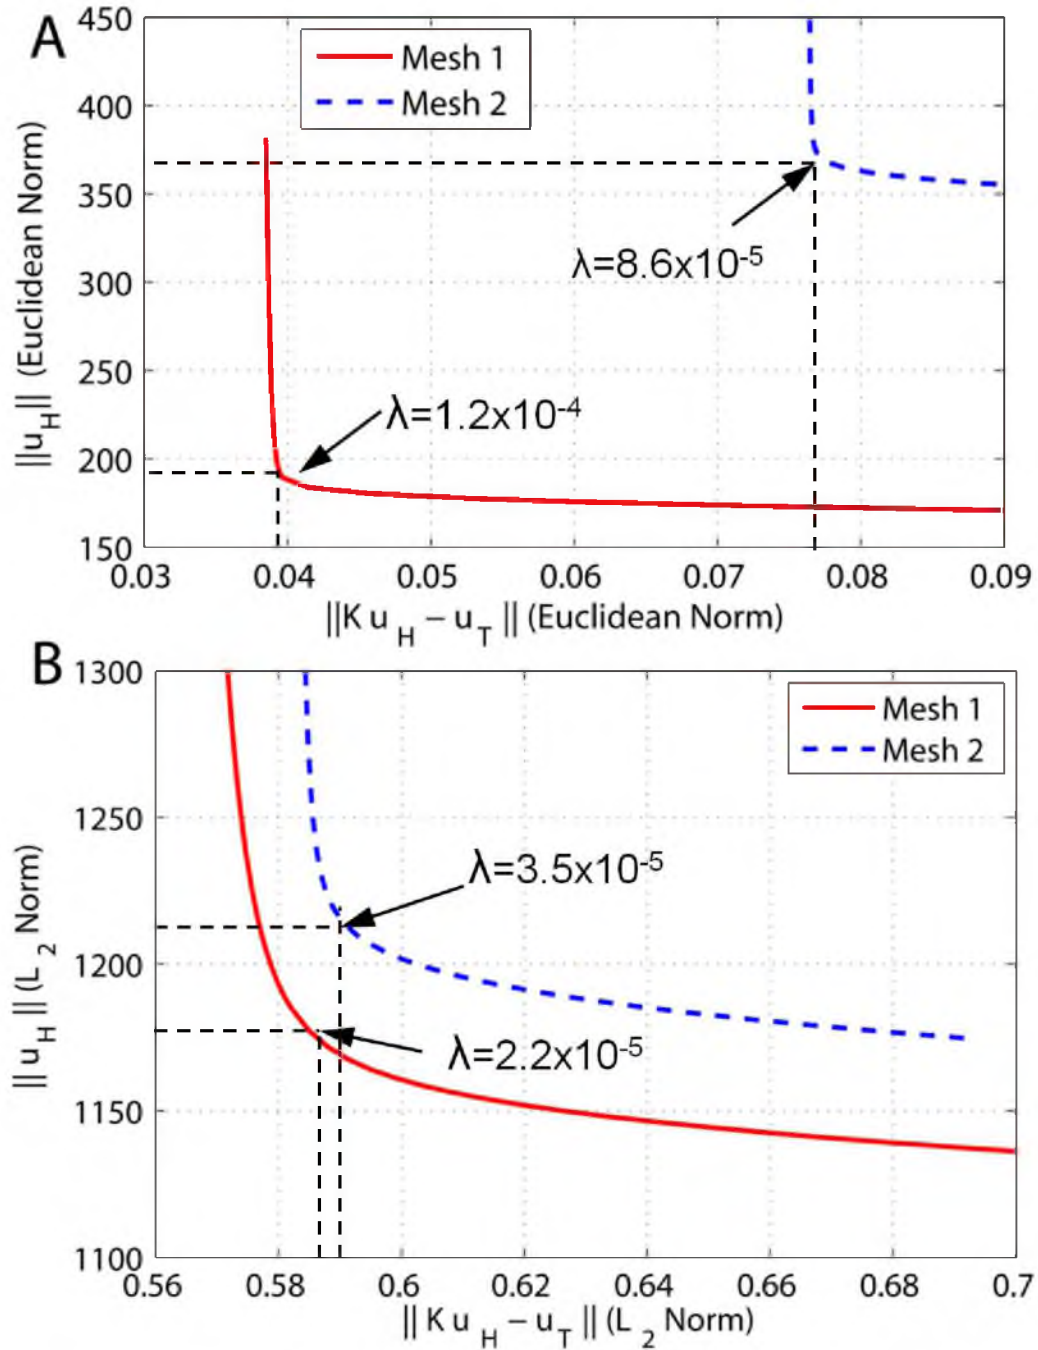 A
450
Mesh 1
Mesh 2
400
350
λ=8.6x10-5
300
250
λ=1.2x10-4
200
150
||uH|| (Euclidean Norm)
0.03 0.04 0.05 0.06 0.07 0.08 0.09
||K uH − uT || (Euclidean Norm)
B
1300
Mesh 1
Mesh 2
1250
λ=3.5x10-5
1200
λ=2.2x10-5
1150
1100
|| uH || (L2 Norm)
0.56 0.58 0.6 0.62 0.64 0.66 0.68 0.7
|| K uH − uT || (L2 Norm)